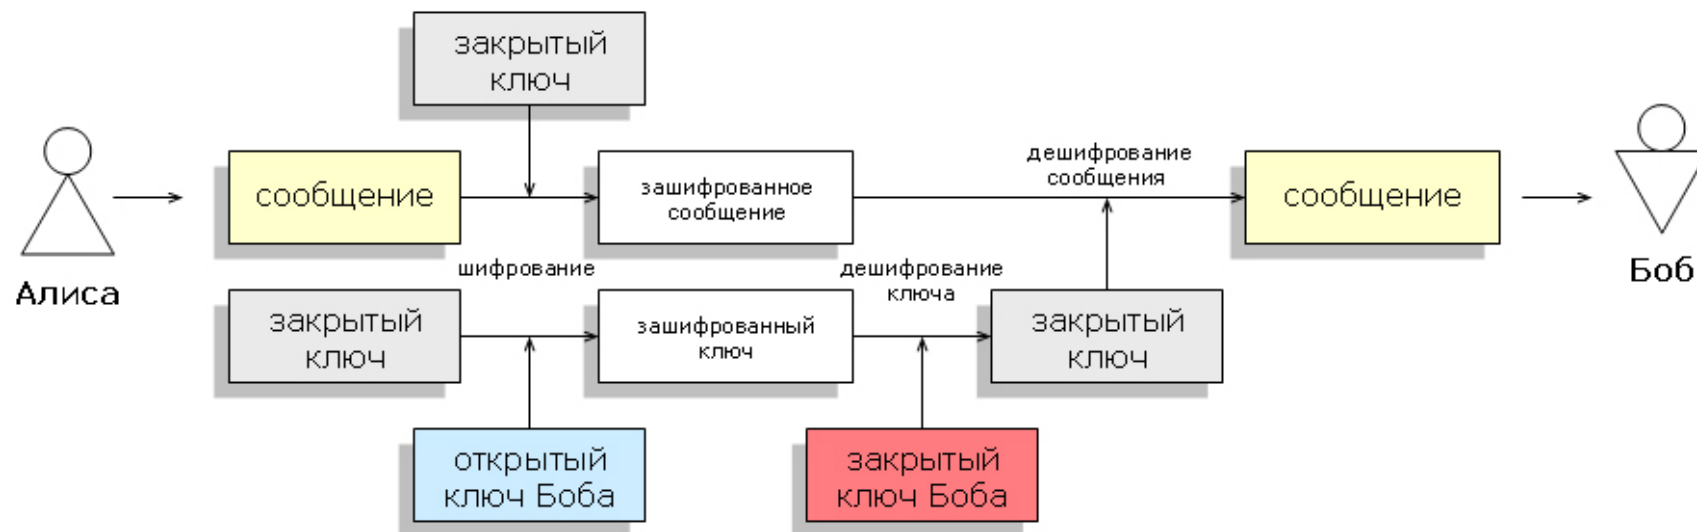 закрытый
ключ
Алиса
сообщение
зашифрованное
сообщение
дешифрование
сообщения
сообщение
Боб
шифрование
дешифрование
ключа
закрытый
ключ
зашифрованный
ключ
закрытый
ключ
открытый
ключ Боба
закрытый
ключ Боба